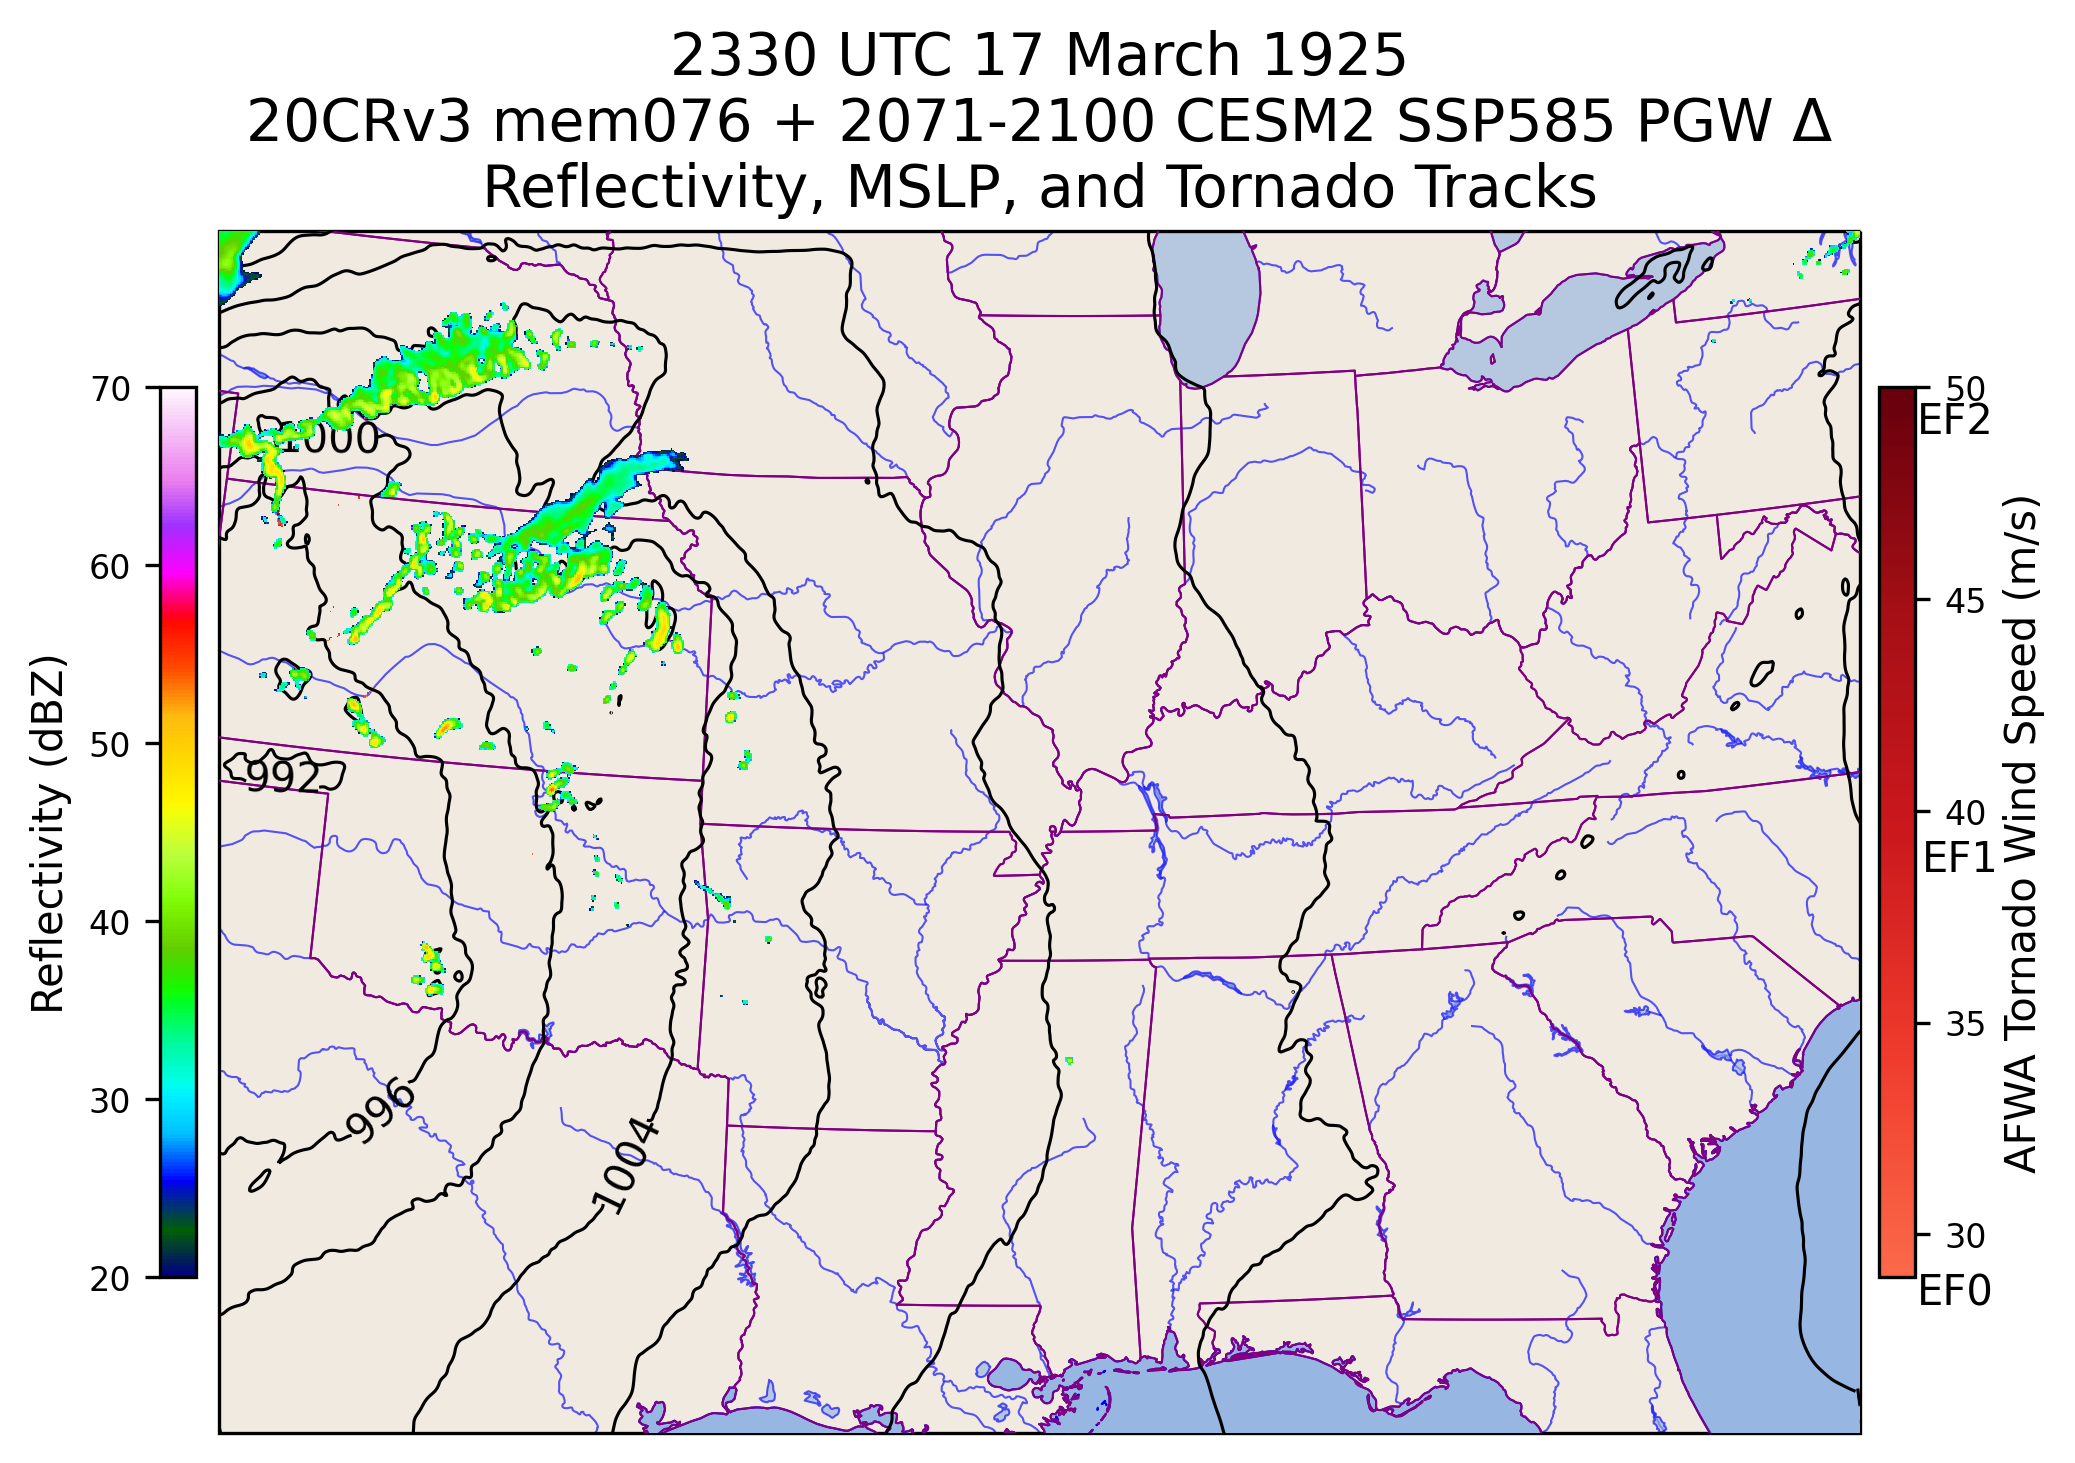 2330 UTC 17 March 1925
20CRv3 mem076 + 2071-2100 CESM2 SSP585 PGW Δ
Reflectivity, MSLP, and Tornado Tracks
70
60
50
40
30
20
Reflectivity (dBZ)
1000
992
996
1004
50
EF2
45
40
EF1
35
30
EF0
AFWA Tornado Wind Speed (m/s)